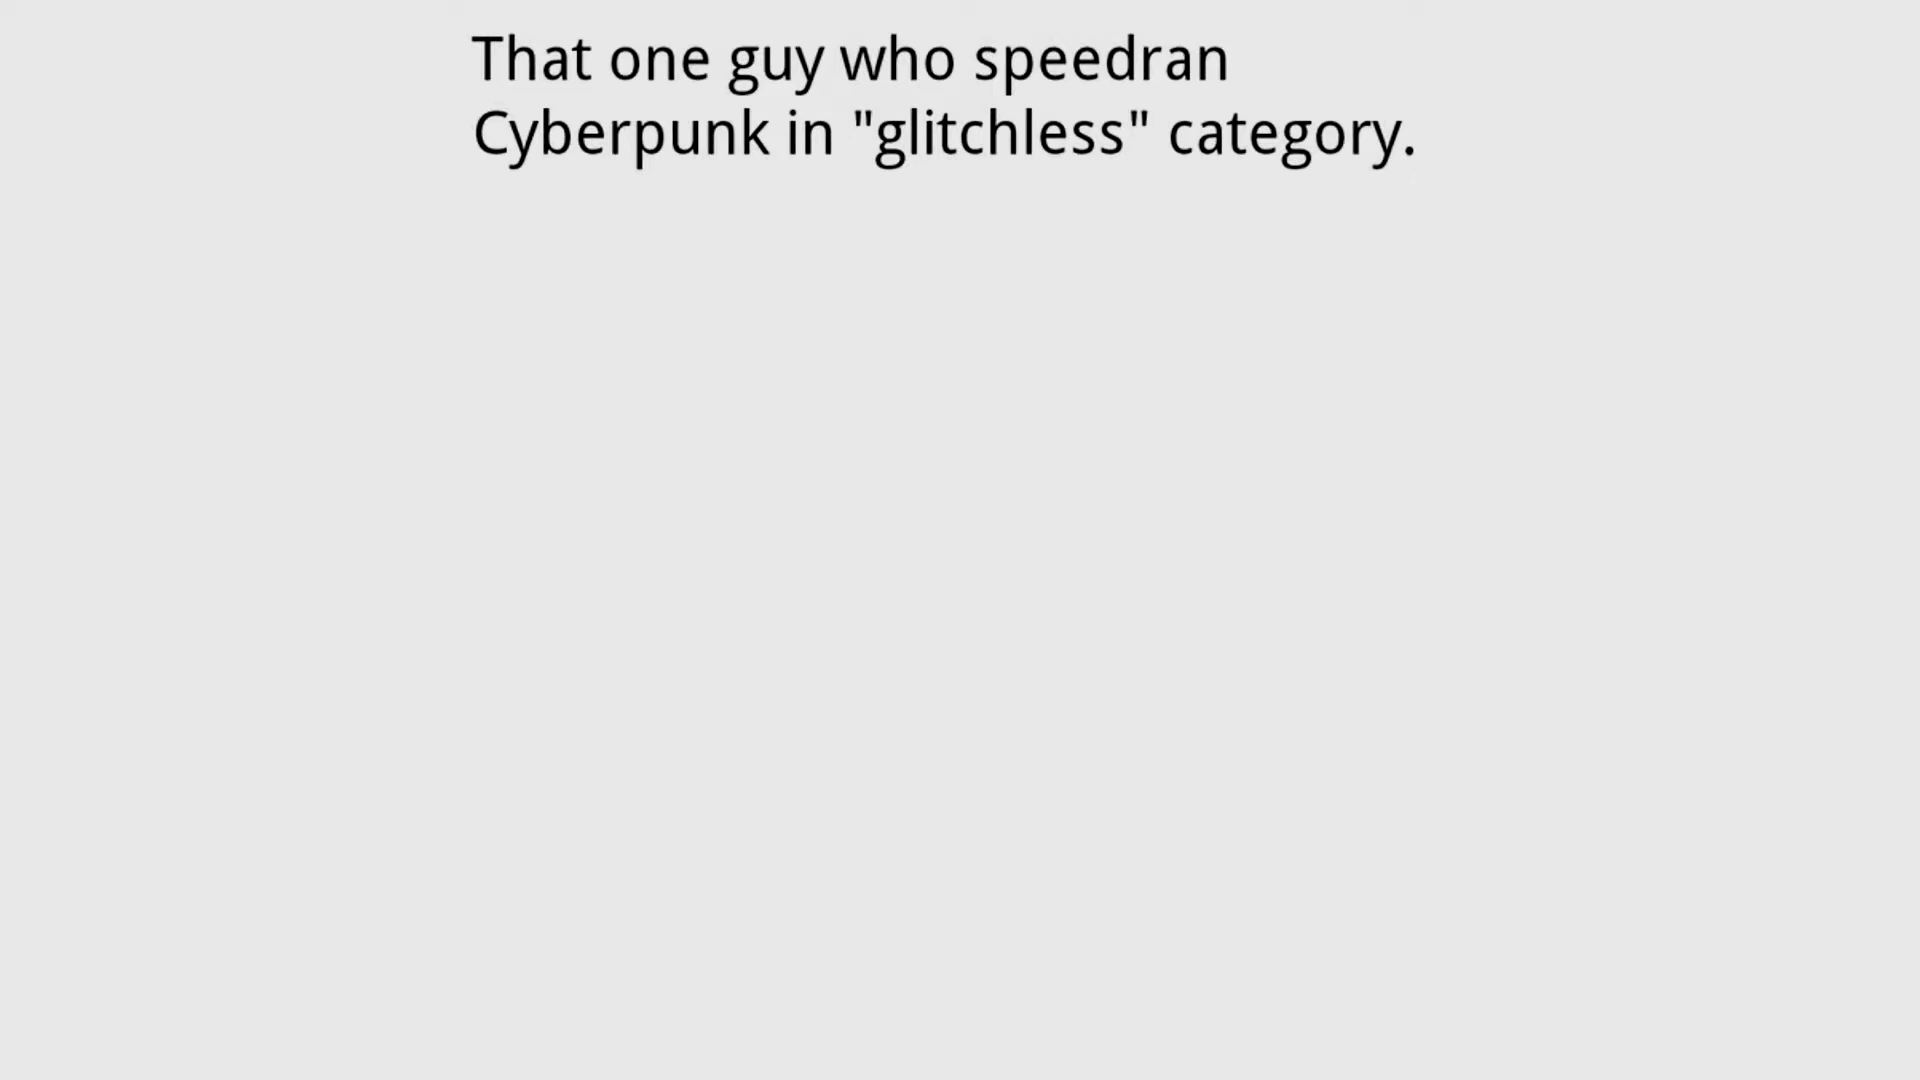 That one guy who speedran
Cyberpunk in "glitchless" category.